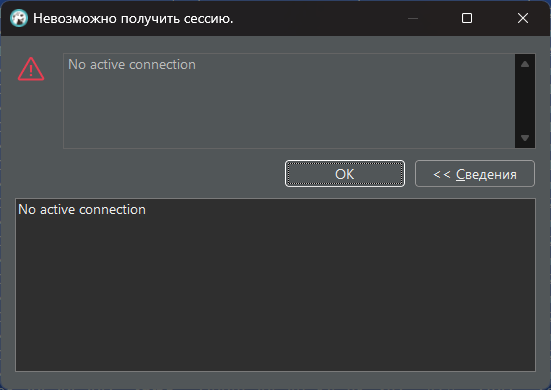 Невозможно получить сессию.
No active connection
OK
<< Сведения
No active connection